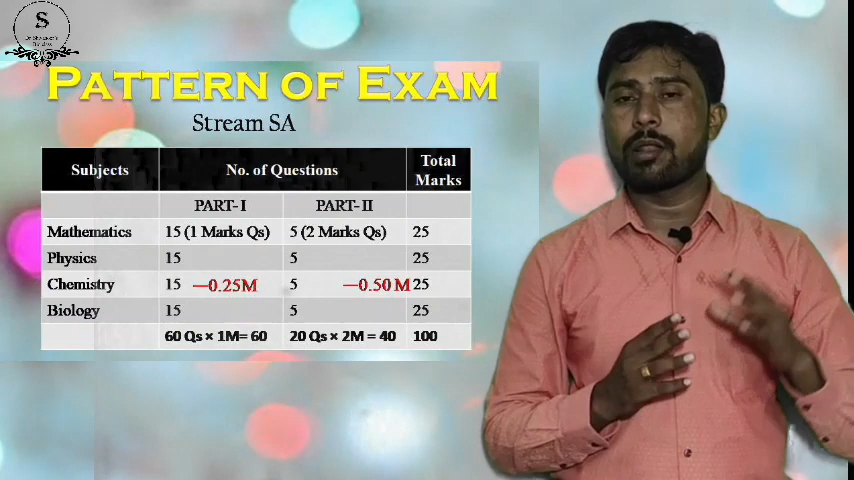 S
PATTERN OF EXAM
Stream SA
Subjects No. of Questions Total Marks
PART-I PART-II
Mathematics 15 (1 Marks Qs) 5 (2 Marks Qs) 25
Physics 15 5 25
Chemistry 15 —0.25M 5 —0.50 M 25
Biology 15 5 25
60 Qs × 1M= 60 20 Qs × 2M = 40 100